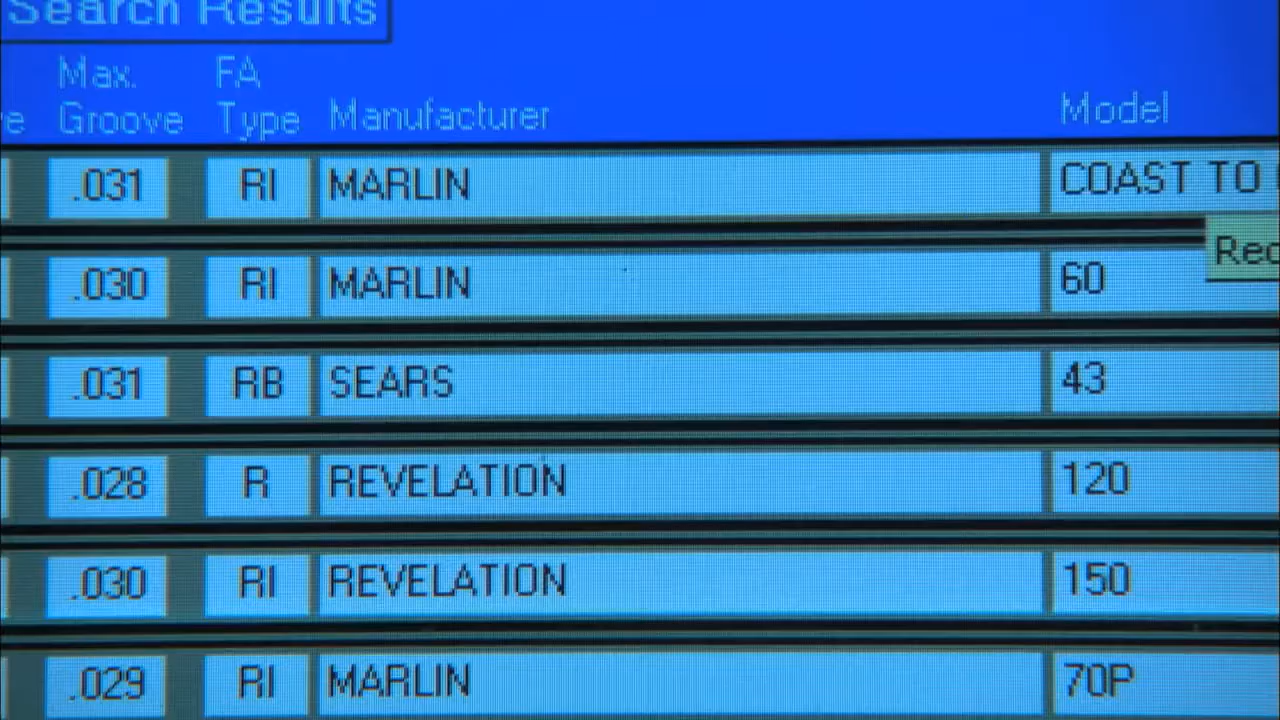 Search Results
Max. Groove FA Type Manufacturer Model
.031 RI MARLIN COAST TO
.030 RI MARLIN 60
.031 RB SEARS 43
.028 R REVELATION 120
.030 RI REVELATION 150
.029 RI MARLIN 70P